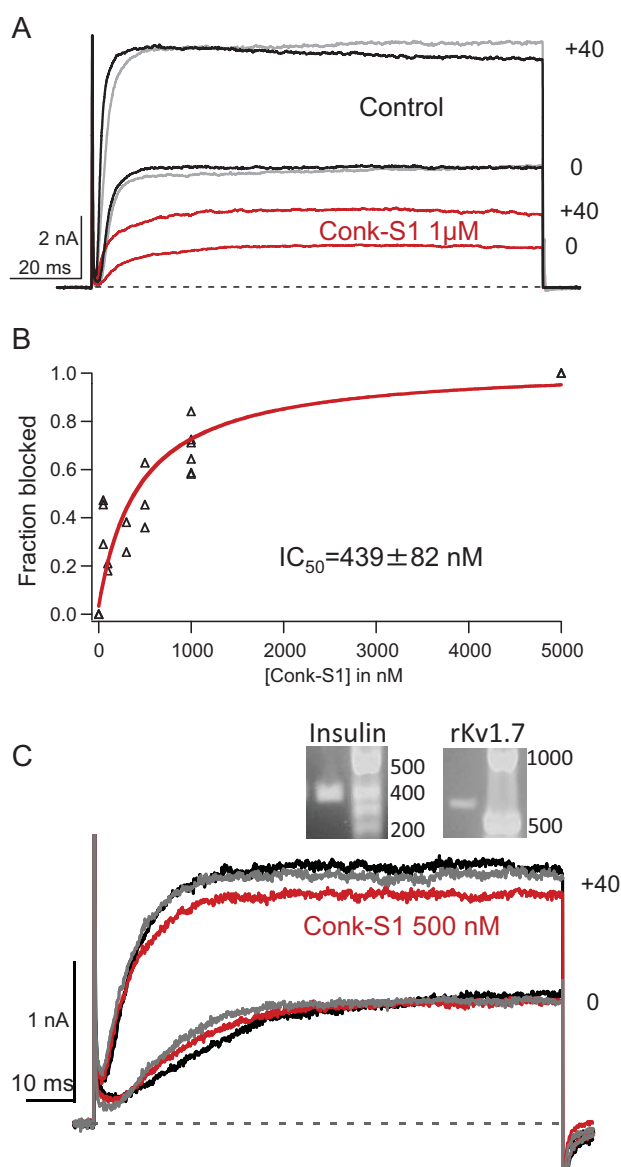 A
+40
Control
0
+40
2 nA
Conk-S1 1µM
0
20 ms
B
1.0
0.8
0.6
0.4
0.2
0.0
Fraction blocked
IC50=439±82 nM
0 1000 2000 3000 4000 5000
[Conk-S1] in nM
C
Insulin rKv1.7
500 1000
400
200 500
+40
Conk-S1 500 nM
1 nA
0
10 ms